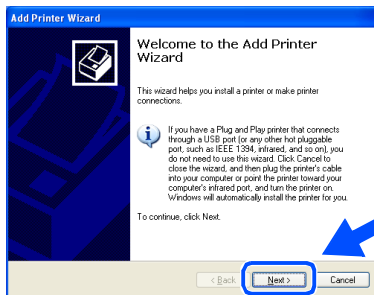 Add Printer Wizard
Welcome to the Add Printer
Wizard
This wizard helps you install a printer or make printer
connections.
If you have a Plug and Play printer that connects
through a USB port (or any other hot pluggable
port, such as IEEE 1394, infrared, and so on), you
do not need to use this wizard. Click Cancel to
close the wizard, and then plug the printer's cable
into your computer or point the printer toward your
computer's infrared port, and turn the printer on.
Windows will automatically install the printer for you.
To continue, click Next.
< Back
Next >
Cancel